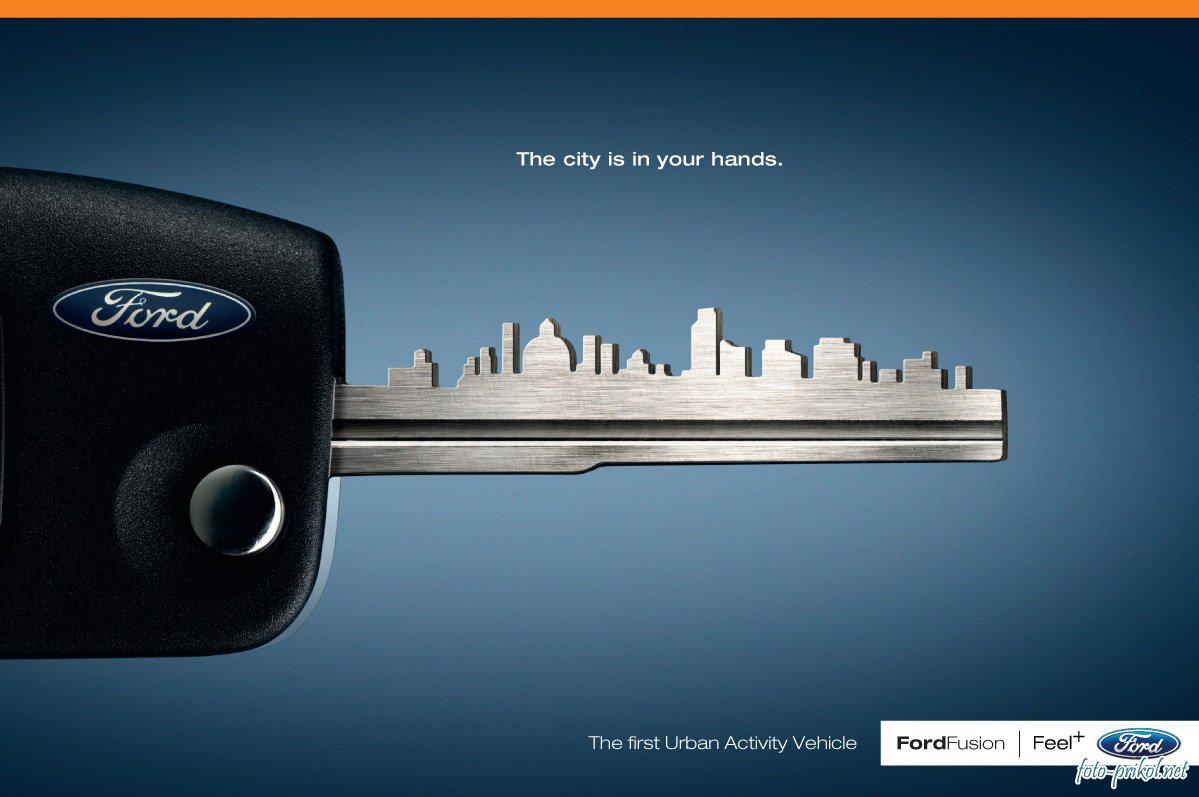 The city is in your hands.
Ford
The first Urban Activity Vehicle
FordFusion | Feel+ Ford
foto-prikol.net